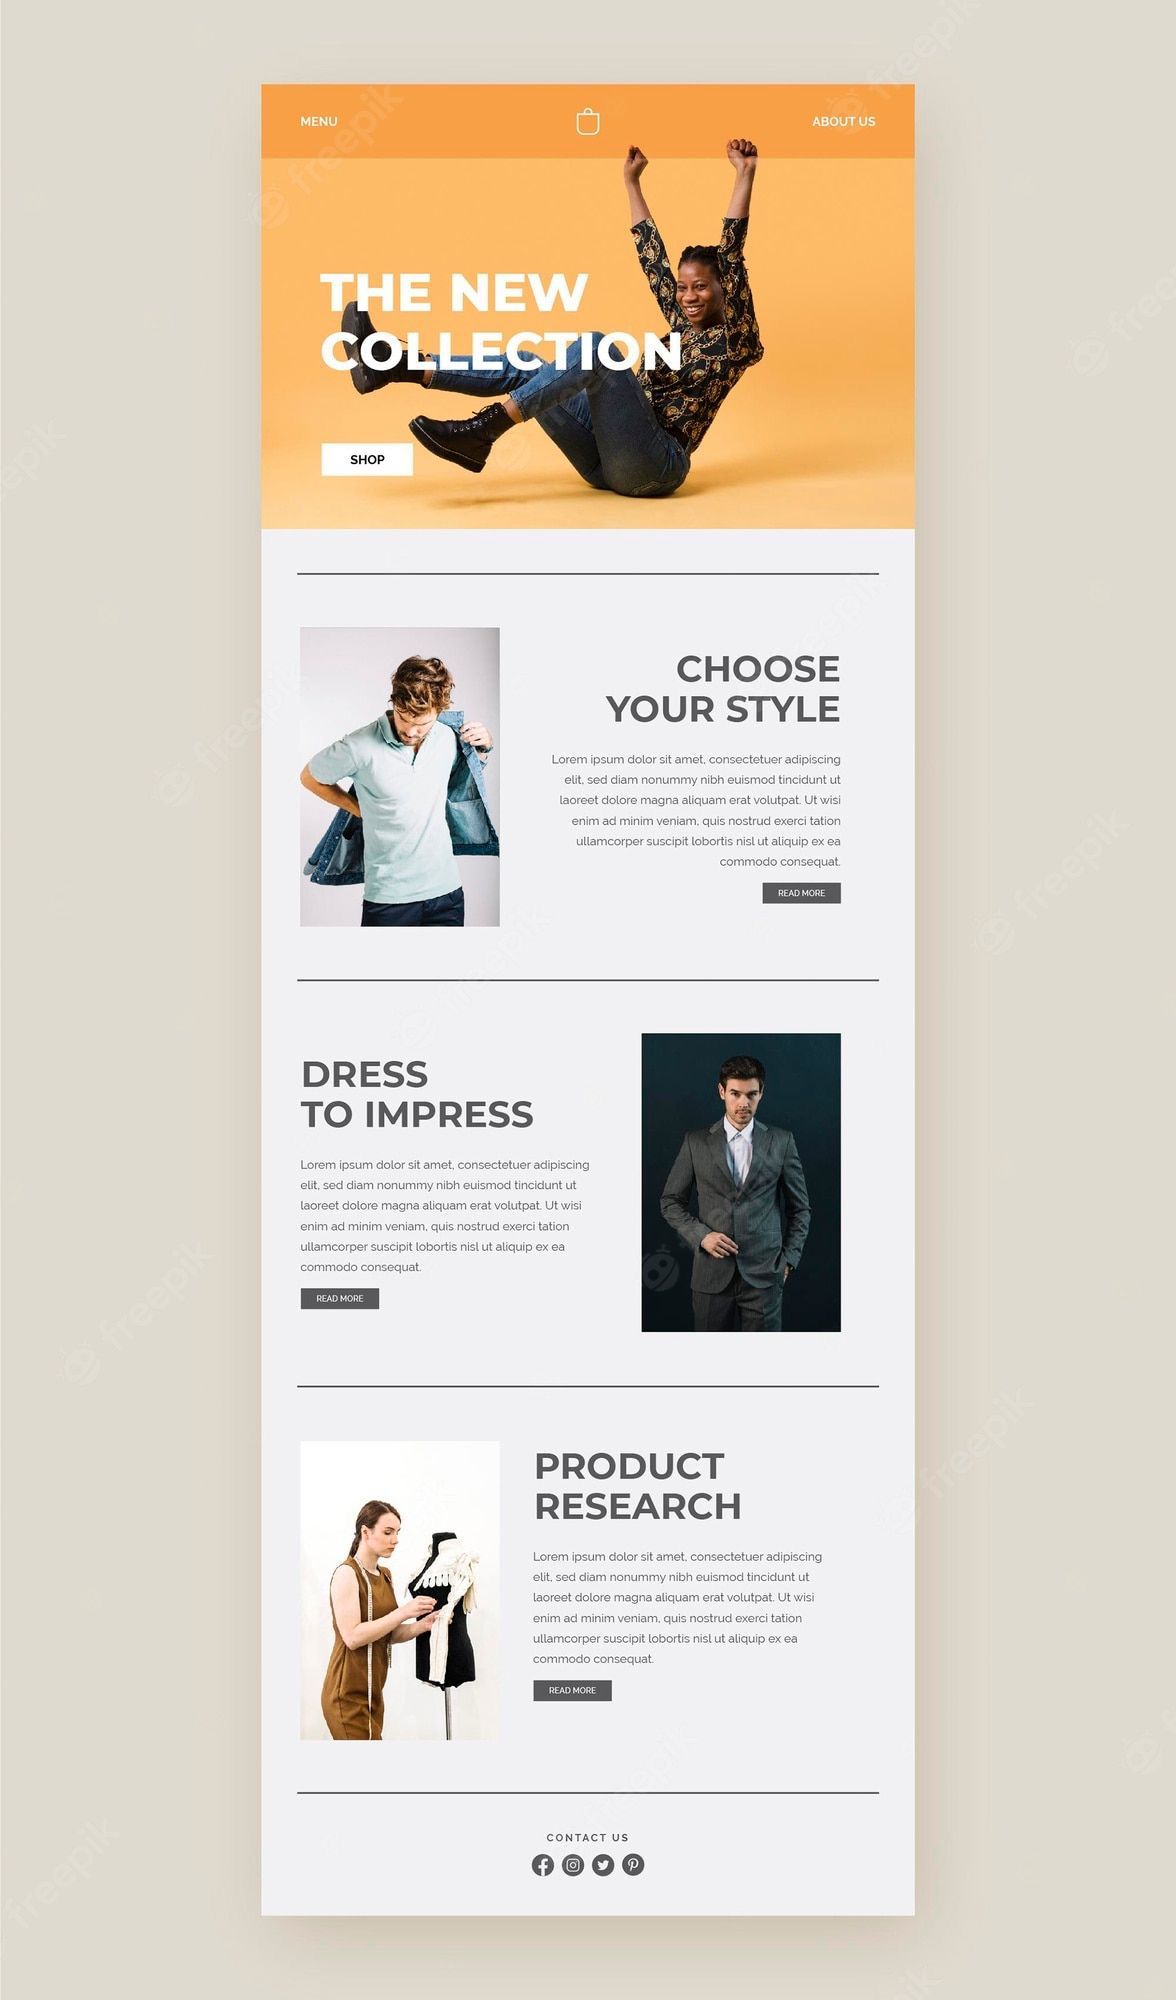 MENU
ABOUT US
THE NEW
COLLECTION
SHOP
CHOOSE
YOUR STYLE
Lorem ipsum dolor sit amet, consectetuer adipiscing
elit, sed diam nonummy nibh euismod tincidunt ut
laoreet dolore magna aliquam erat volutpat. Ut wisi
enim ad minim veniam, quis nostrud exerci tation
ullamcorper suscipit lobortis nisl ut aliquip ex ea
commodo consequat.
READ MORE
DRESS
TO IMPRESS
Lorem ipsum dolor sit amet, consectetuer adipiscing
elit, sed diam nonummy nibh euismod tincidunt ut
laoreet dolore magna aliquam erat volutpat. Ut wisi
enim ad minim veniam, quis nostrud exerci tation
ullamcorper suscipit lobortis nisl ut aliquip ex ea
commodo consequat.
READ MORE
PRODUCT
RESEARCH
Lorem ipsum dolor sit amet, consectetuer adipiscing
elit, sed diam nonummy nibh euismod tincidunt ut
laoreet dolore magna aliquam erat volutpat. Ut wisi
enim ad minim veniam, quis nostrud exerci tation
ullamcorper suscipit lobortis nisl ut aliquip ex ea
commodo consequat.
READ MORE
CONTACT US
freepik